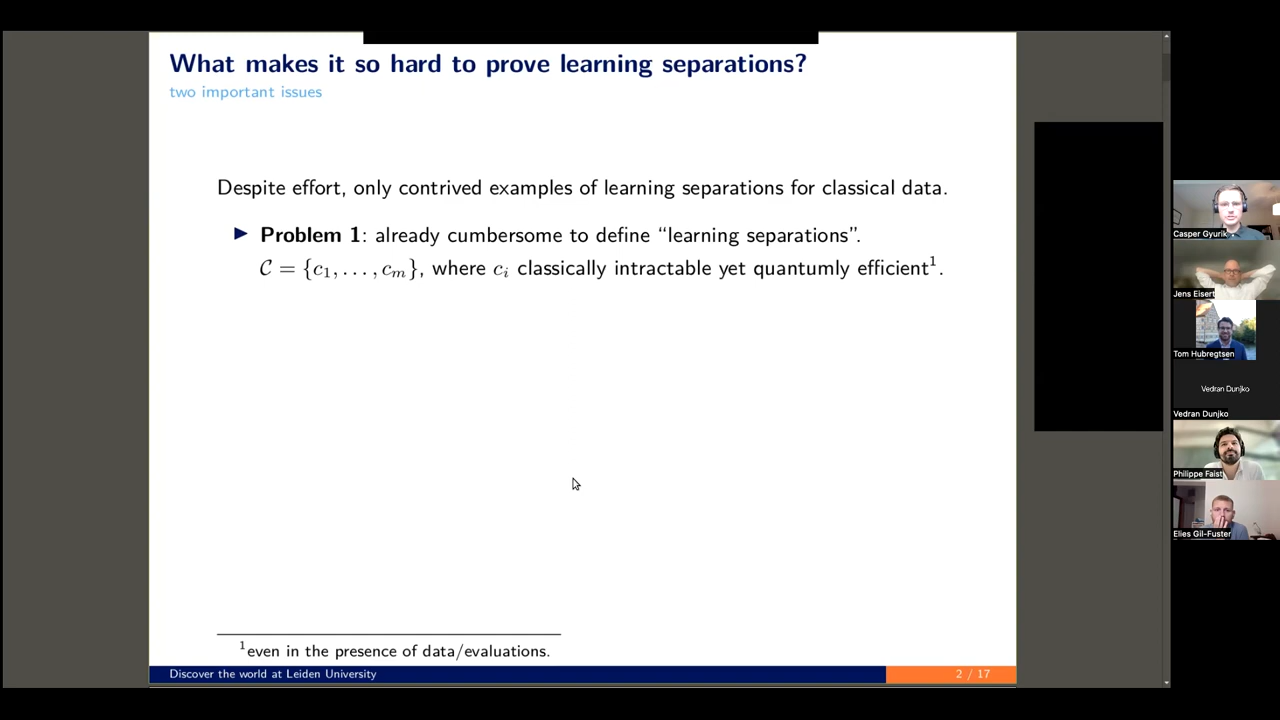 What makes it so hard to prove learning separations?
two important issues
Despite effort, only contrived examples of learning separations for classical data.
▶ Problem 1: already cumbersome to define “learning separations”.
𝒞 = {c₁, . . . , cₘ}, where cᵢ classically intractable yet quantumly efficient¹.
¹even in the presence of data/evaluations.
Discover the world at Leiden University
2 / 17
Casper Gyurik
Jens Eisert
Tom Hubregtsen
Vedran Dunjko
Vedran Dunjko
Philippe Faist
Elies Gil-Fuster